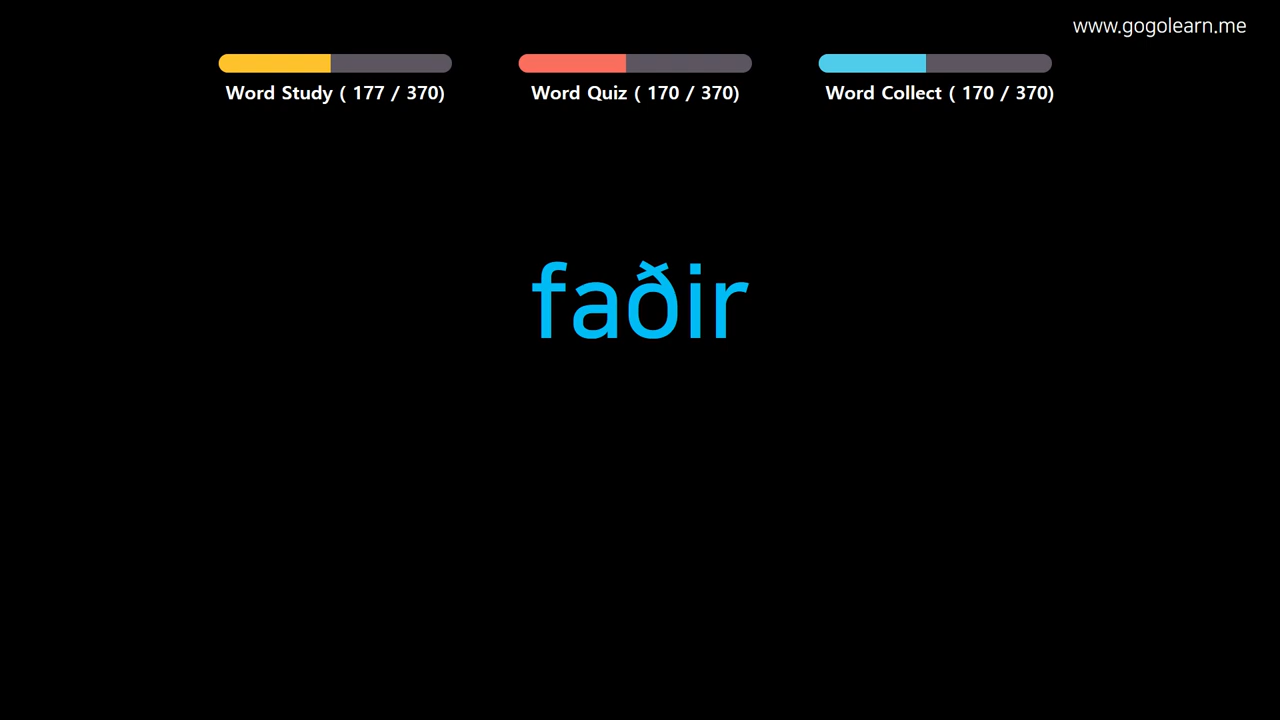 www.gogolearn.me
Word Study ( 177 / 370)
Word Quiz ( 170 / 370)
Word Collect ( 170 / 370)
faðir